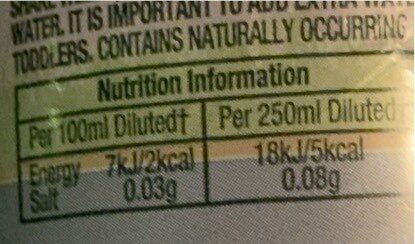 WATER. IT IS IMPORTANT TO ADD EXTRA WATER
TODDLERS. CONTAINS NATURALLY OCCURRING
Nutrition Information
Per 100ml Diluted† Per 250ml Diluted
Energy 7kJ/2kcal 18kJ/5kcal
Salt 0.03g 0.08g